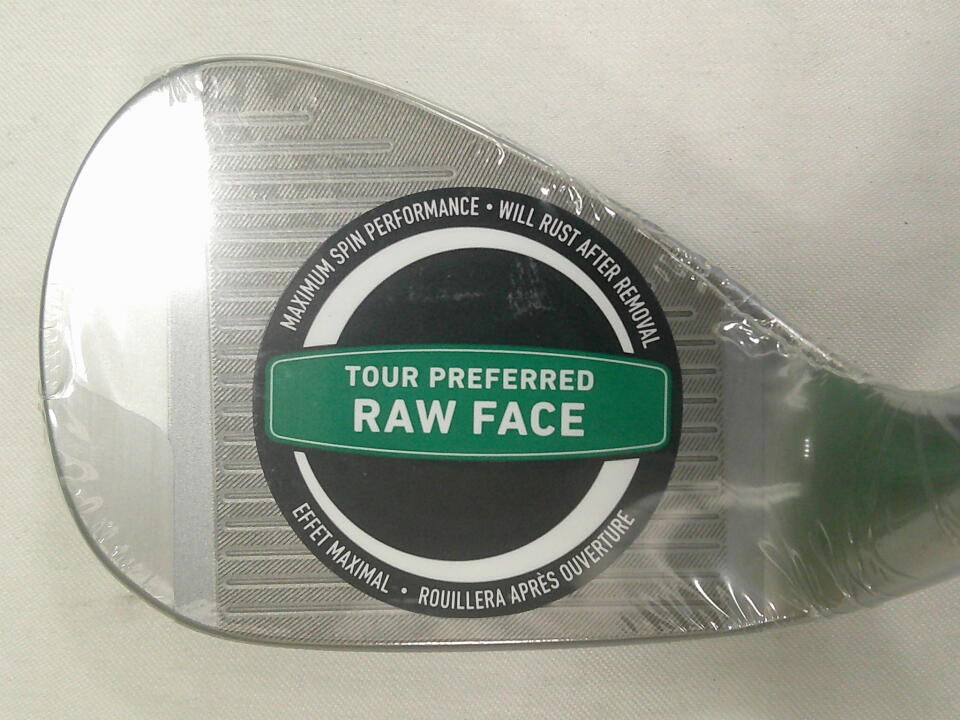 MAXIMUM SPIN PERFORMANCE • WILL RUST AFTER REMOVAL
TOUR PREFERRED
RAW FACE
EFFET MAXIMAL • ROUILLERA APRÈS OUVERTURE